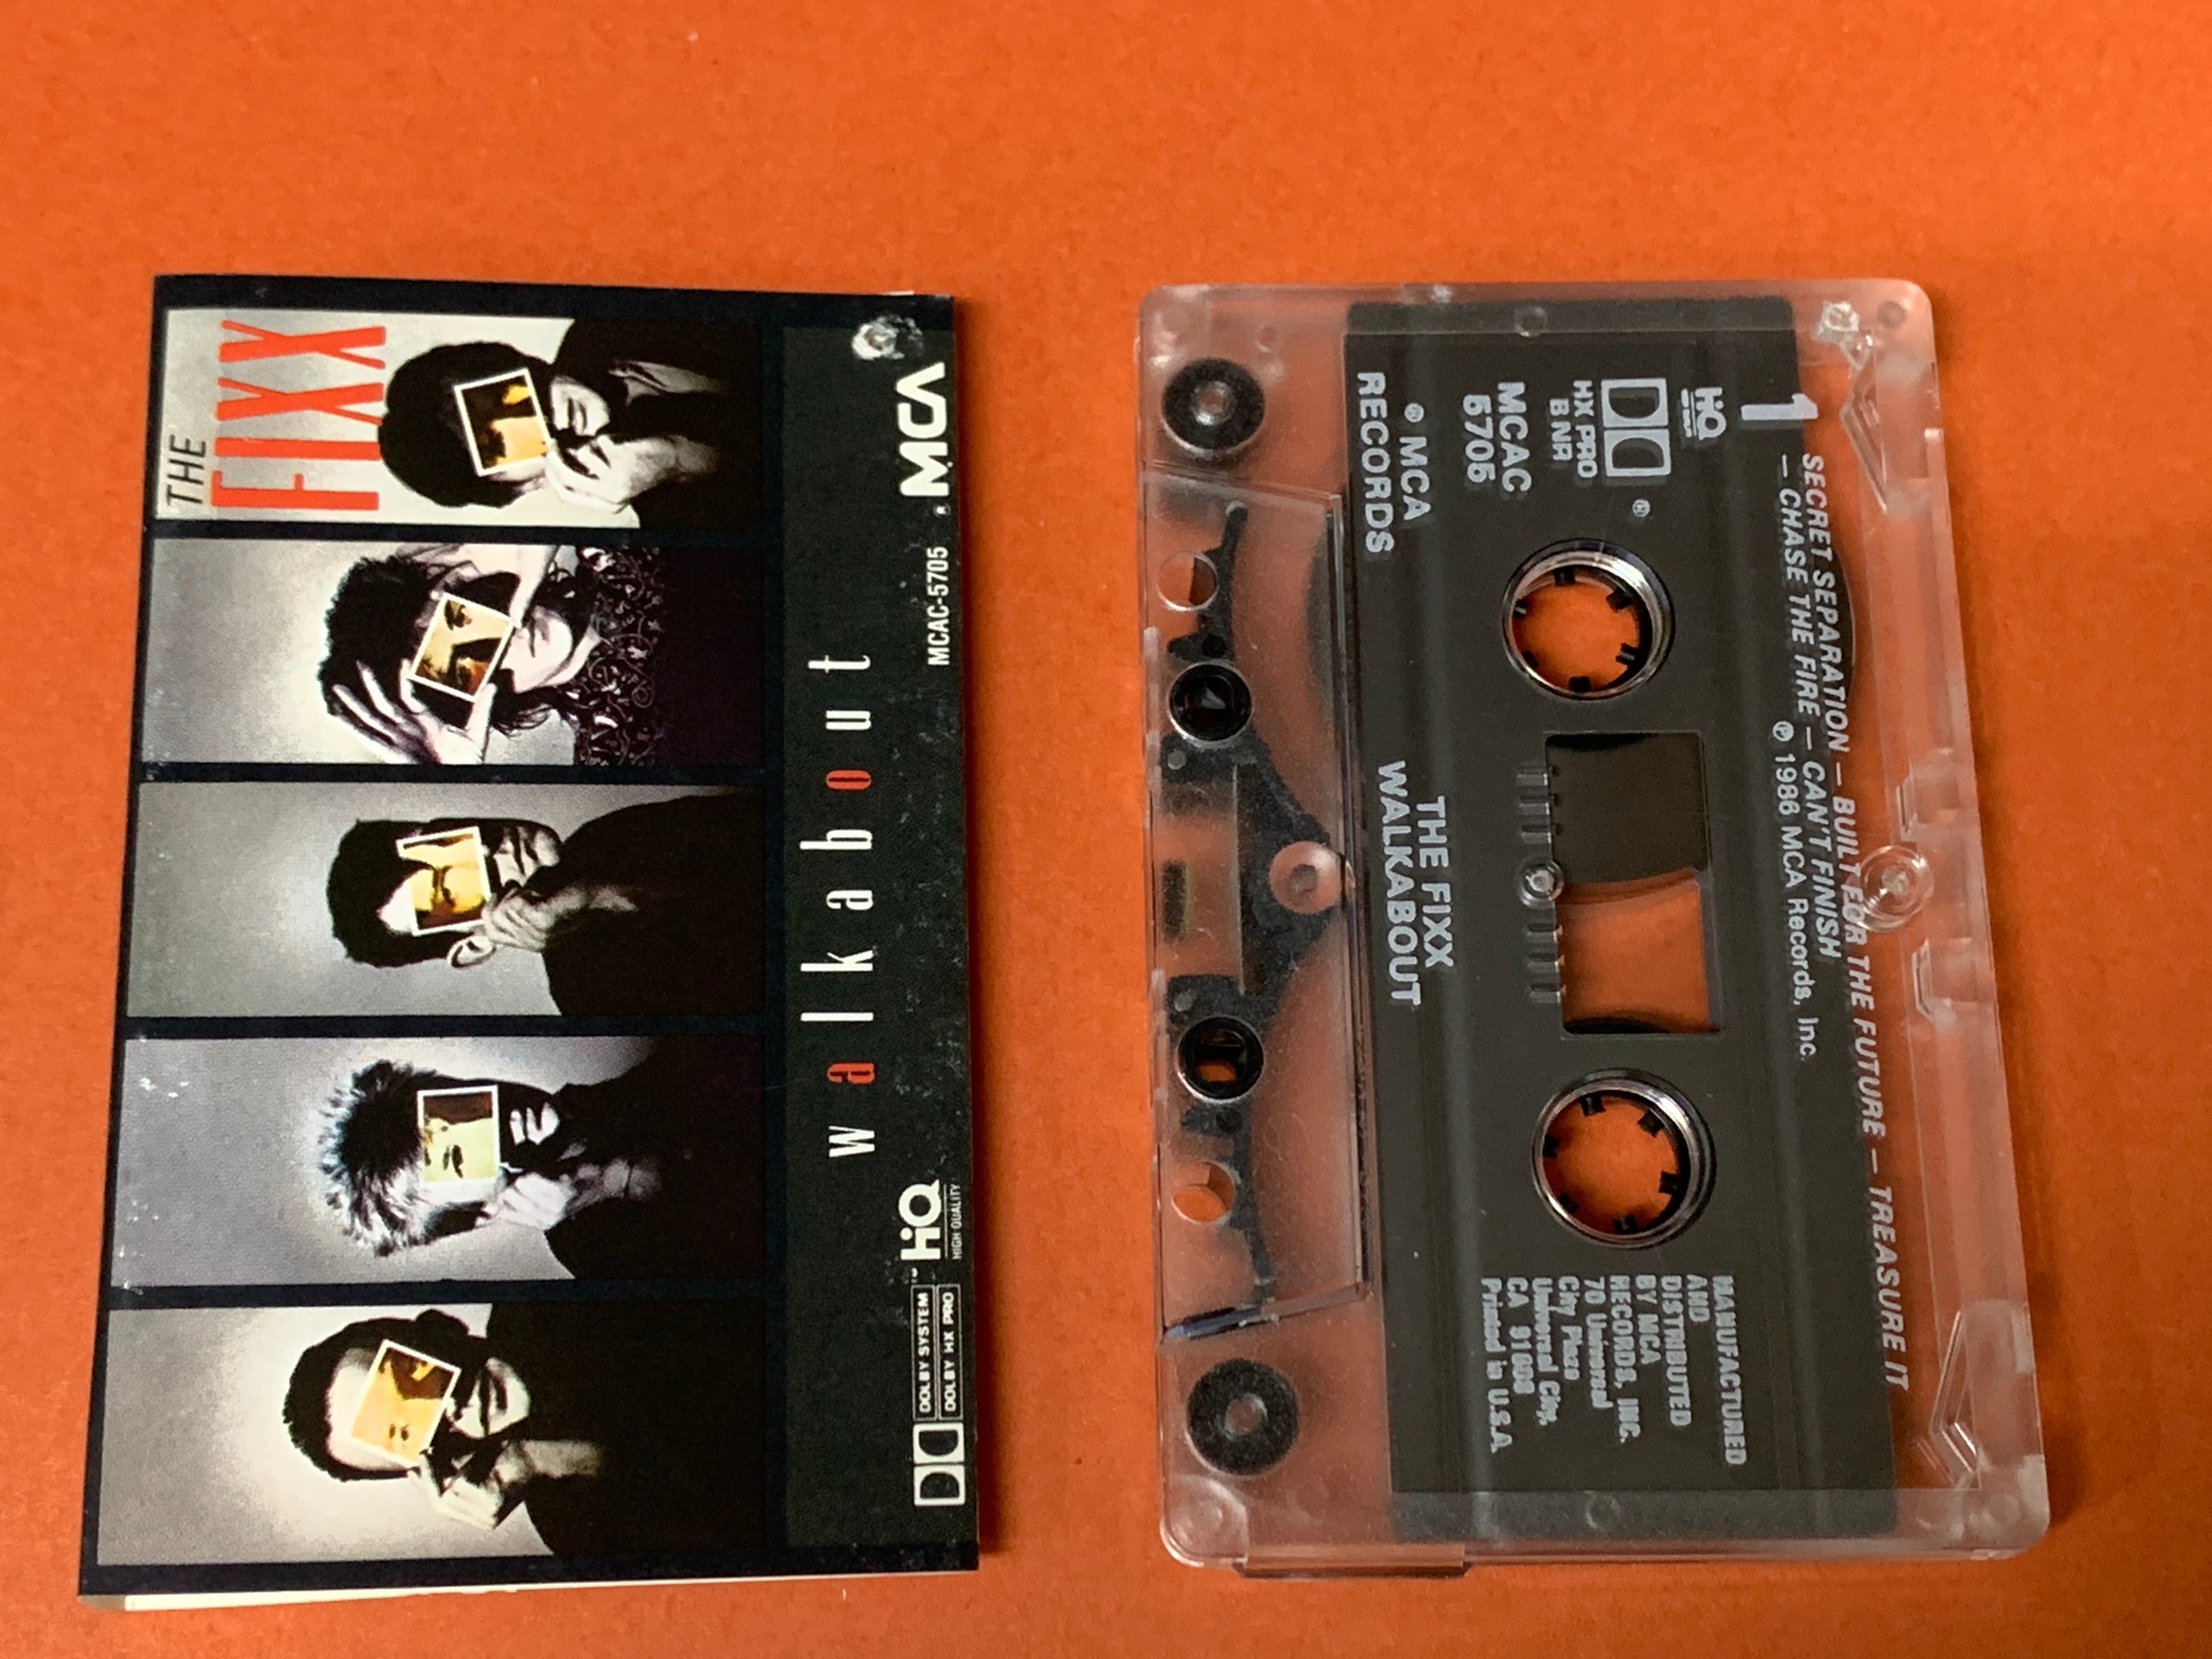 THE
FIXX
walkabout
MCA
MCAC-5705
HQ
HIGH QUALITY
DOLBY SYSTEM
DOLBY HX PRO
1
SECRET SEPARATION – BUILT FOR THE FUTURE – TREASURE IT
– CHASE THE FIRE – CAN'T FINISH
℗ 1986 MCA Records, Inc.
HQ
®
HX PRO
B NR
MCAC
5705
® MCA
RECORDS
THE FIXX
WALKABOUT
MANUFACTURED
AND
DISTRIBUTED
BY MCA
RECORDS, INC.
70 Universal
City Plaza
Universal City,
CA 91608
Printed in U.S.A.